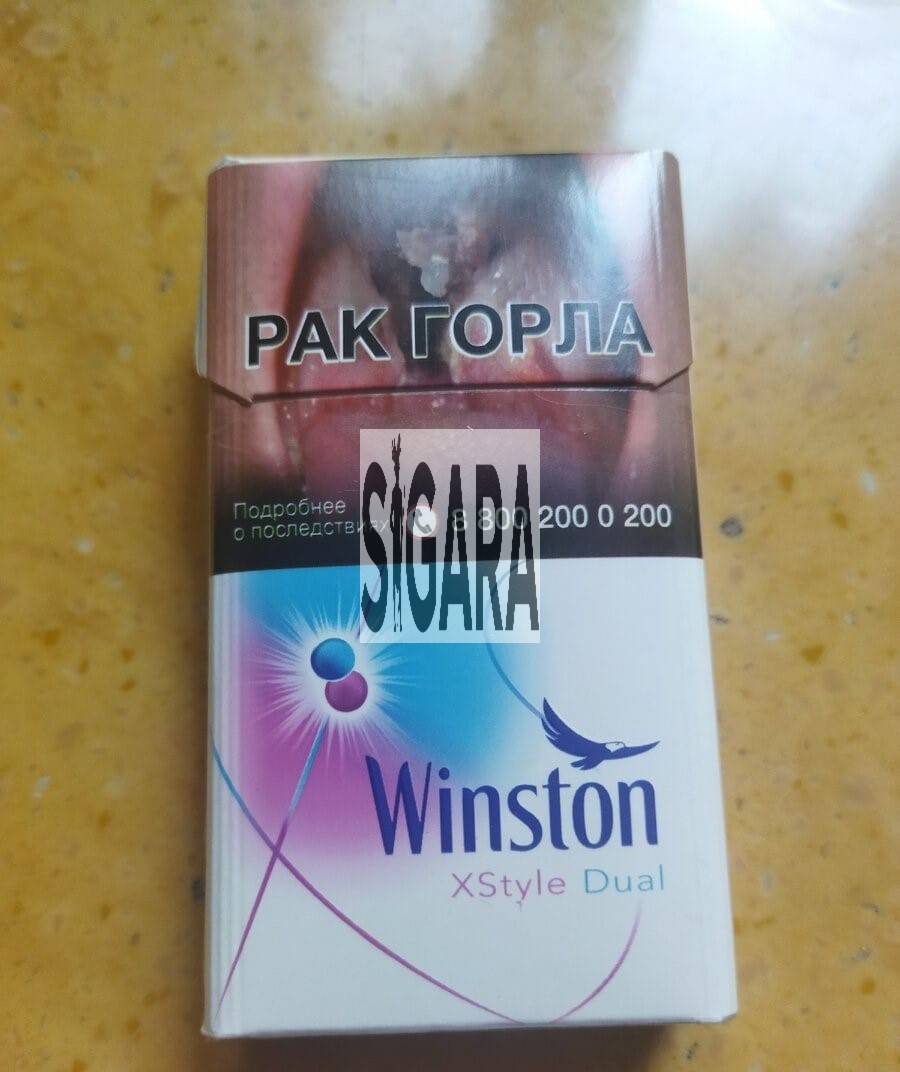 РАК ГОРЛА
Подробнее
о последствиях 8 800 200 0 200
SIGARA
Winston
XStyle Dual